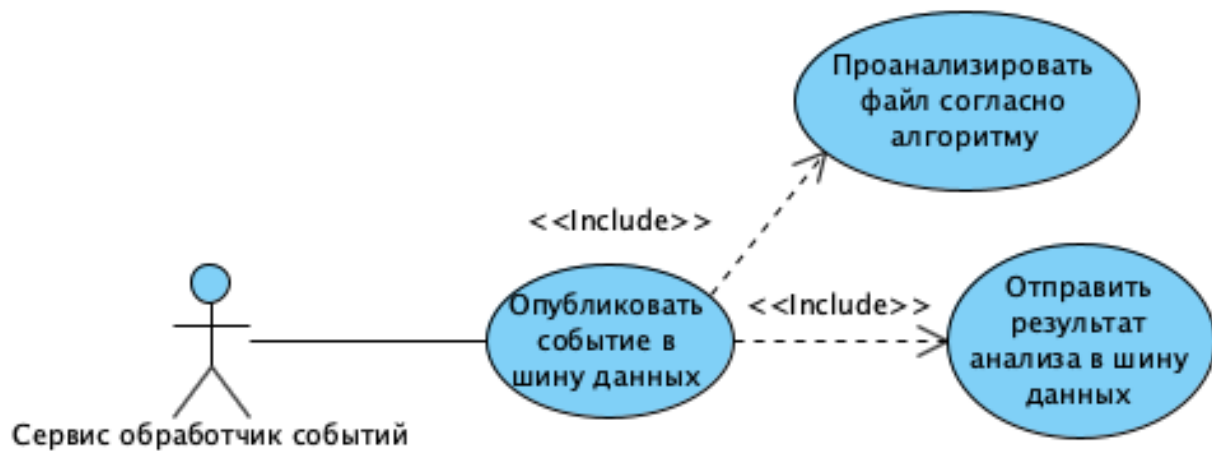 Проанализировать
файл согласно
алгоритму
<<Include>>
Опубликовать
событие в
шину данных
<<Include>>
Отправить
результат
анализа в шину
данных
Сервис обработчик событий